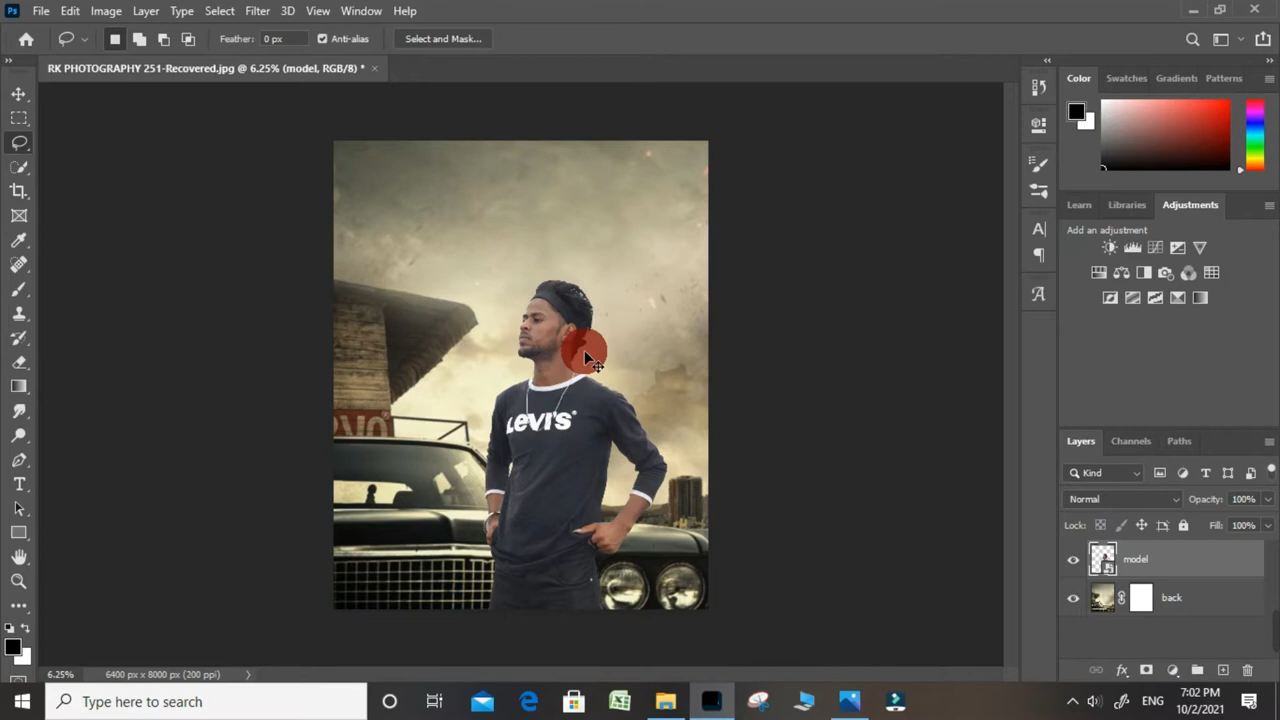 Ps File Edit Image Layer Type Select Filter 3D View Window Help
Feather: 0 px Anti-alias Select and Mask...
RK PHOTOGRAPHY 251-Recovered.jpg @ 6.25% (model, RGB/8) * ×
Color Swatches Gradients Patterns
Learn Libraries Adjustments
Add an adjustment
LEVI'S®
RVO
Layers Channels Paths
Kind
Normal Opacity: 100%
Lock: Fill: 100%
model
back
6.25% 6400 px x 8000 px (200 ppi)
Type here to search
ENG
7:02 PM
10/2/2021